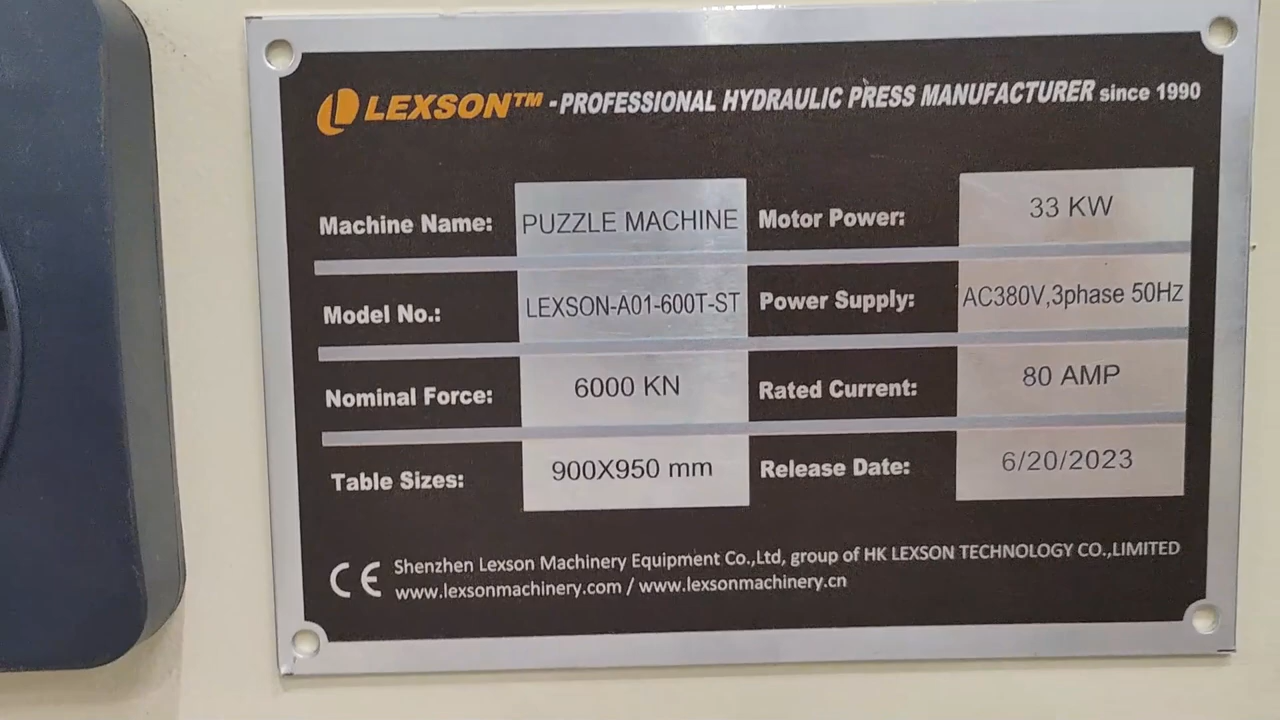 LEXSON™ -PROFESSIONAL HYDRAULIC PRESS MANUFACTURER since 1990
Machine Name: PUZZLE MACHINE Motor Power: 33 KW
Model No.: LEXSON-A01-600T-ST Power Supply: AC380V,3phase 50Hz
Nominal Force: 6000 KN Rated Current: 80 AMP
Table Sizes: 900X950 mm Release Date: 6/20/2023
CE Shenzhen Lexson Machinery Equipment Co.,Ltd, group of HK LEXSON TECHNOLOGY CO.,LIMITED
www.lexsonmachinery.com / www.lexsonmachinery.cn